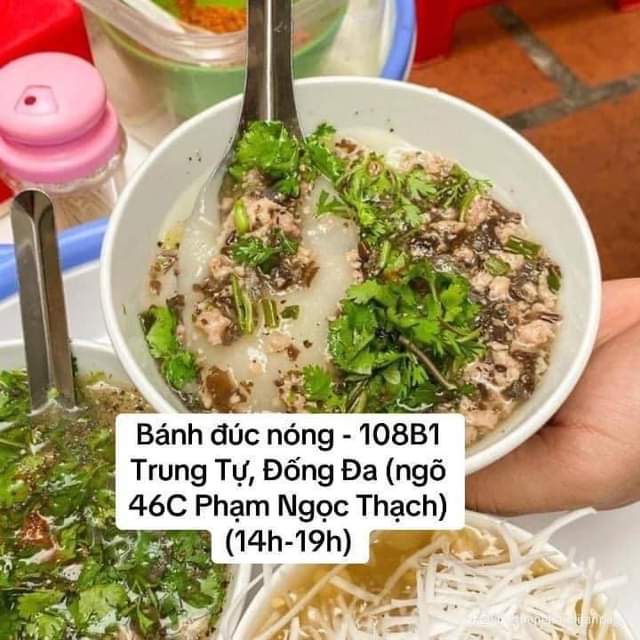 Bánh đúc nóng - 108B1
Trung Tự, Đống Đa (ngõ
46C Phạm Ngọc Thạch)
(14h-19h)